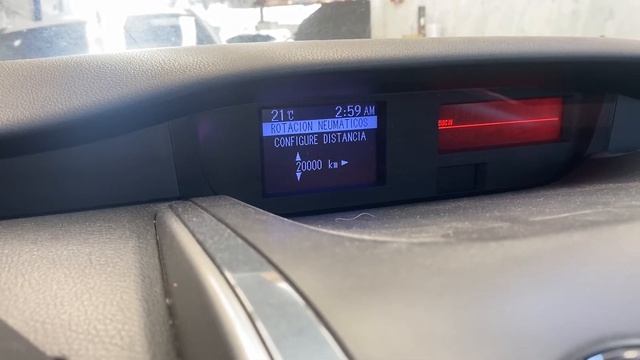 21℃ 2:59 AM
ROTACION NEUMATICOS
CONFIGURE DISTANCIA
20000 km